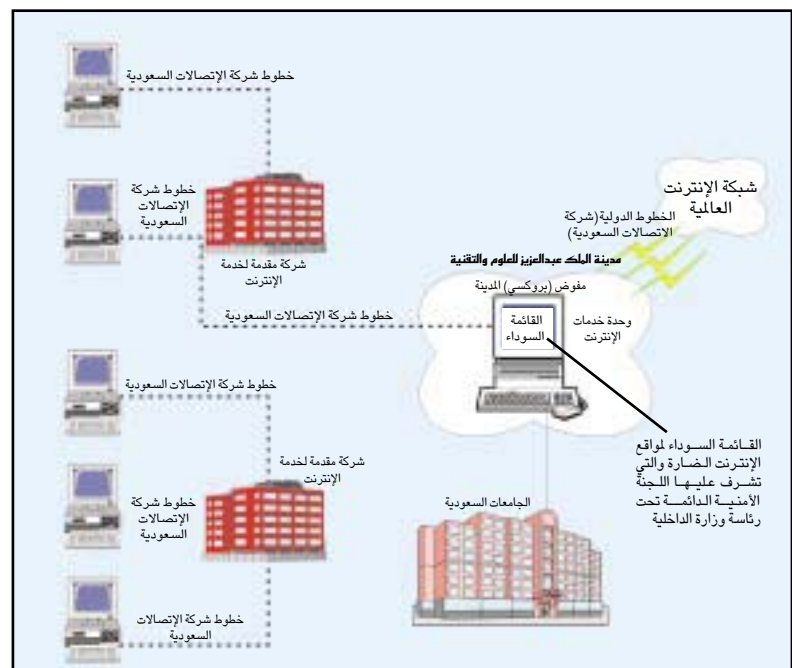 خطوط شركة الإتصالات السعودية
خطوط شركة
الإتصالات
السعودية
شركة مقدمة لخدمة
الإنترنت
خطوط شركة الإتصالات السعودية
شبكة الإنترنت
العالمية
الخطوط الدولية (شركة
الاتصالات السعودية)
مدينة الملك عبدالعزيز للعلوم والتقنية
مفوض (بروكسي) المدينة
القائمة
السوداء
وحدة خدمات
الإنترنت
القائمة السوداء لمواقع
الإنترنت الضارة والتي
تشرف عليها اللجنة
الأمنية الدائمة تحت
رئاسة وزارة الداخلية
خطوط شركة الإتصالات السعودية
شركة مقدمة لخدمة
الإنترنت
خطوط شركة
الإتصالات
السعودية
خطوط شركة الإتصالات
السعودية
الجامعات السعودية